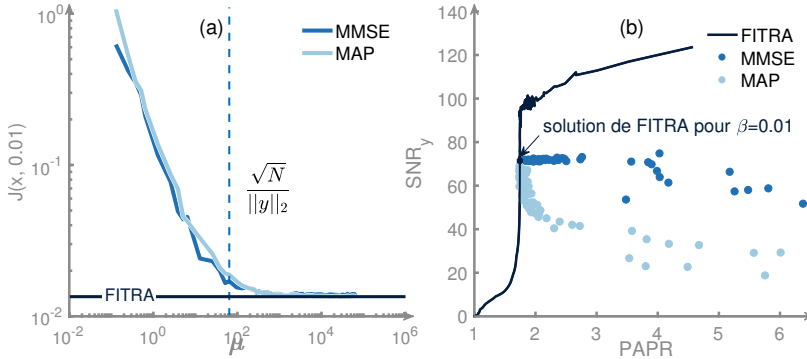 (a)
MMSE
MAP
J(x, 0.01)
10^0
10^-1
10^-2
√N
||y||_2
FITRA
10^-2 10^0 10^2 10^4 10^6
μ
(b)
FITRA
MMSE
MAP
solution de FITRA pour β=0.01
SNR_y
140
120
100
80
60
40
20
0
1 2 3 4 5 6
PAPR